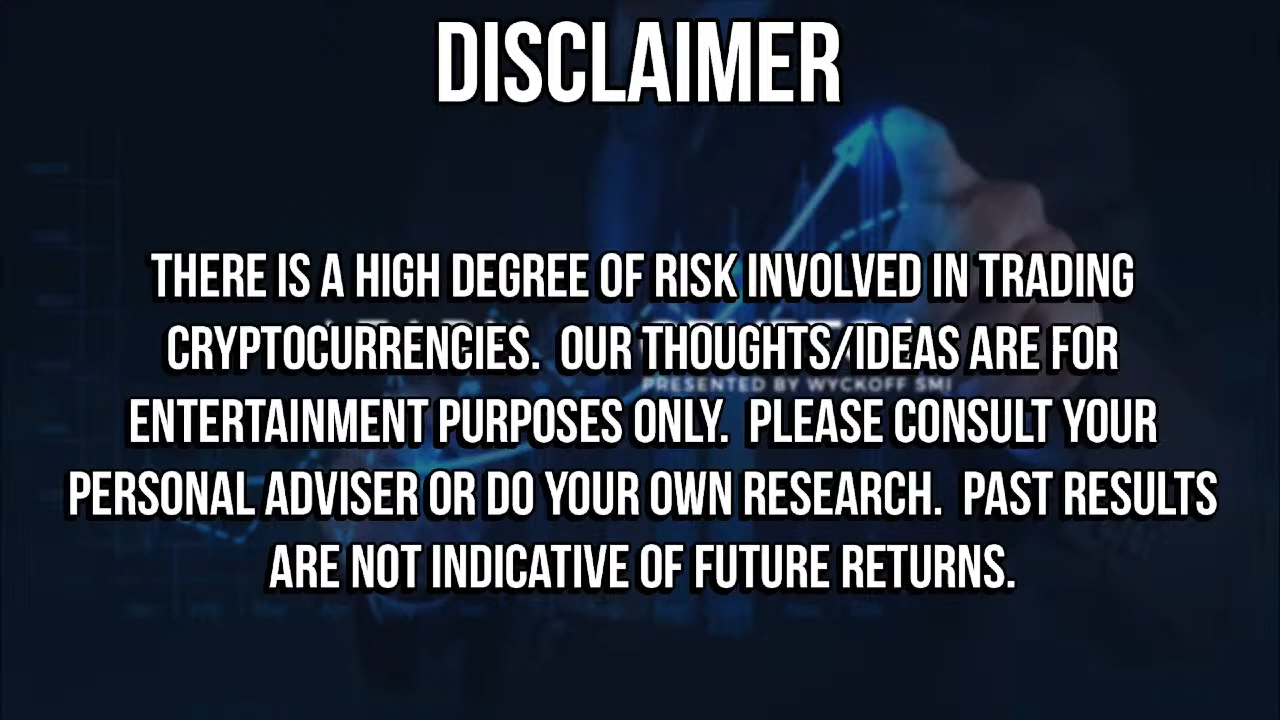 DISCLAIMER
THERE IS A HIGH DEGREE OF RISK INVOLVED IN TRADING
CRYPTOCURRENCIES. OUR THOUGHTS/IDEAS ARE FOR
PRESENTED BY WYCKOFF SMI
ENTERTAINMENT PURPOSES ONLY. PLEASE CONSULT YOUR
PERSONAL ADVISER OR DO YOUR OWN RESEARCH. PAST RESULTS
ARE NOT INDICATIVE OF FUTURE RETURNS.